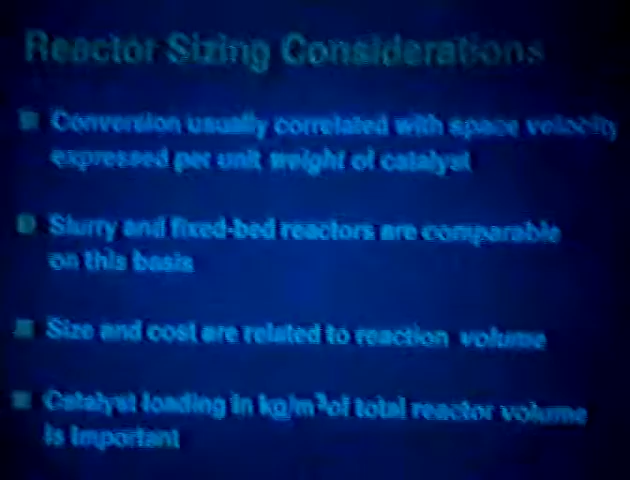 Reactor Sizing Considerations
Conversion usually correlated with space velocity
expressed per unit weight of catalyst
Slurry and fixed-bed reactors are comparable
on this basis
Size and cost are related to reaction volume
Catalyst loading in kg/m³of total reactor volume
is important